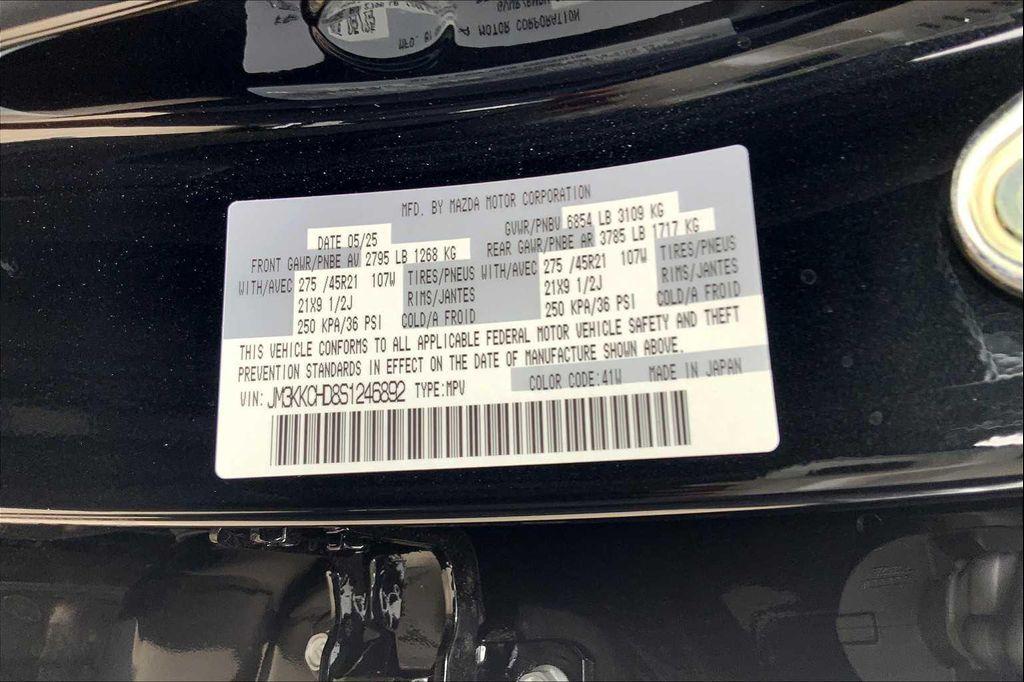 MFD. BY MAZDA MOTOR CORPORATION
DATE 05/25 GVWR/PNBV 6854 LB 3109 KG
FRONT GAWR/PNBE AV 2795 LB 1268 KG REAR GAWR/PNBE AR 3785 LB 1717 KG
WITH/AVEC 275 /45R21 107W TIRES/PNEUS WITH/AVEC 275 /45R21 107W TIRES/PNEUS
21X9 1/2J RIMS/JANTES 21X9 1/2J RIMS/JANTES
250 KPA/36 PSI COLD/A FROID 250 KPA/36 PSI COLD/A FROID
THIS VEHICLE CONFORMS TO ALL APPLICABLE FEDERAL MOTOR VEHICLE SAFETY AND THEFT
PREVENTION STANDARDS IN EFFECT ON THE DATE OF MANUFACTURE SHOWN ABOVE.
COLOR CODE:41W MADE IN JAPAN
VIN: JM3KKCHD8S1246892 TYPE:MPV